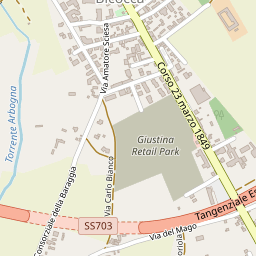 Bicocca
Via Amatore Sciesa
Corso 23 marzo 1849
Torrente Arbogna
Giustina
Retail Park
Via Carlo Bianco
Consorziale della Baraggia
SS703
Tangenziale Es
Via del Mago